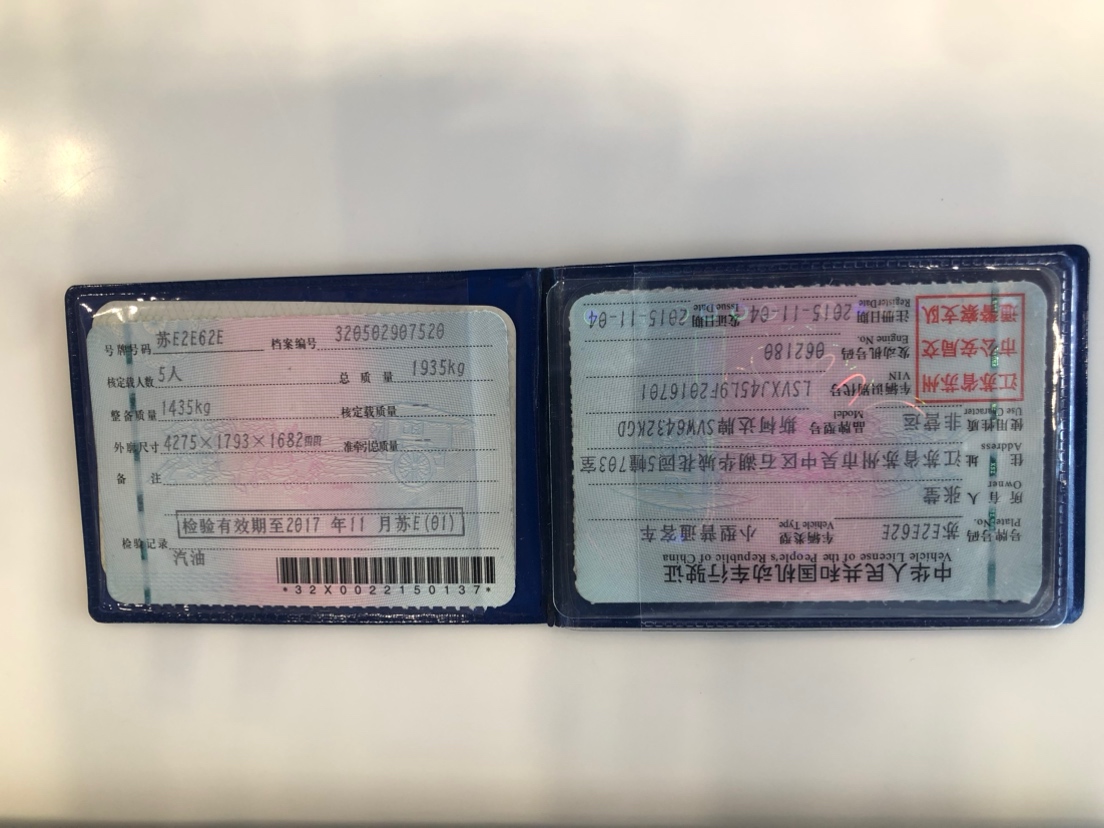 号牌号码 苏E2E62E 档案编号 320502907520
核定载人数 5人 总质量 1935kg
整备质量 1435kg 核定载质量 --
外廓尺寸 4275×1793×1682mm 准牵引总质量 --
备注
检验有效期至2017 年11 月苏E(01)
检验记录
汽油
*32X0022150137*
中华人民共和国机动车行驶证
Vehicle License of the People's Republic of China
号牌号码 苏E2E62E 车辆类型 小型普通客车
Plate No. Vehicle Type
所有人 张莹
Owner
住址 江苏省苏州市吴中区石湖华城花园5幢703室
Address
使用性质 非营运 品牌型号 斯柯达牌SVW6432KGD
Use Character Model
江苏省苏州
市公安局交
通警察支队
车辆识别代号 LSVXJ45L9F2016701
VIN
发动机号码 062180
Engine No.
注册日期 2015-11-04 发证日期 2015-11-04
Register Date Issue Date